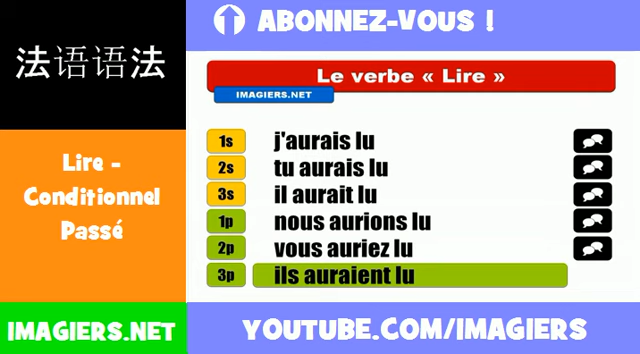 法语语法
Lire -
Conditionnel
Passé
IMAGIERS.NET
ABONNEZ-VOUS !
Le verbe « Lire »
IMAGIERS.NET
1s j'aurais lu
2s tu aurais lu
3s il aurait lu
1p nous aurions lu
2p vous auriez lu
3p ils auraient lu
YOUTUBE.COM/IMAGIERS